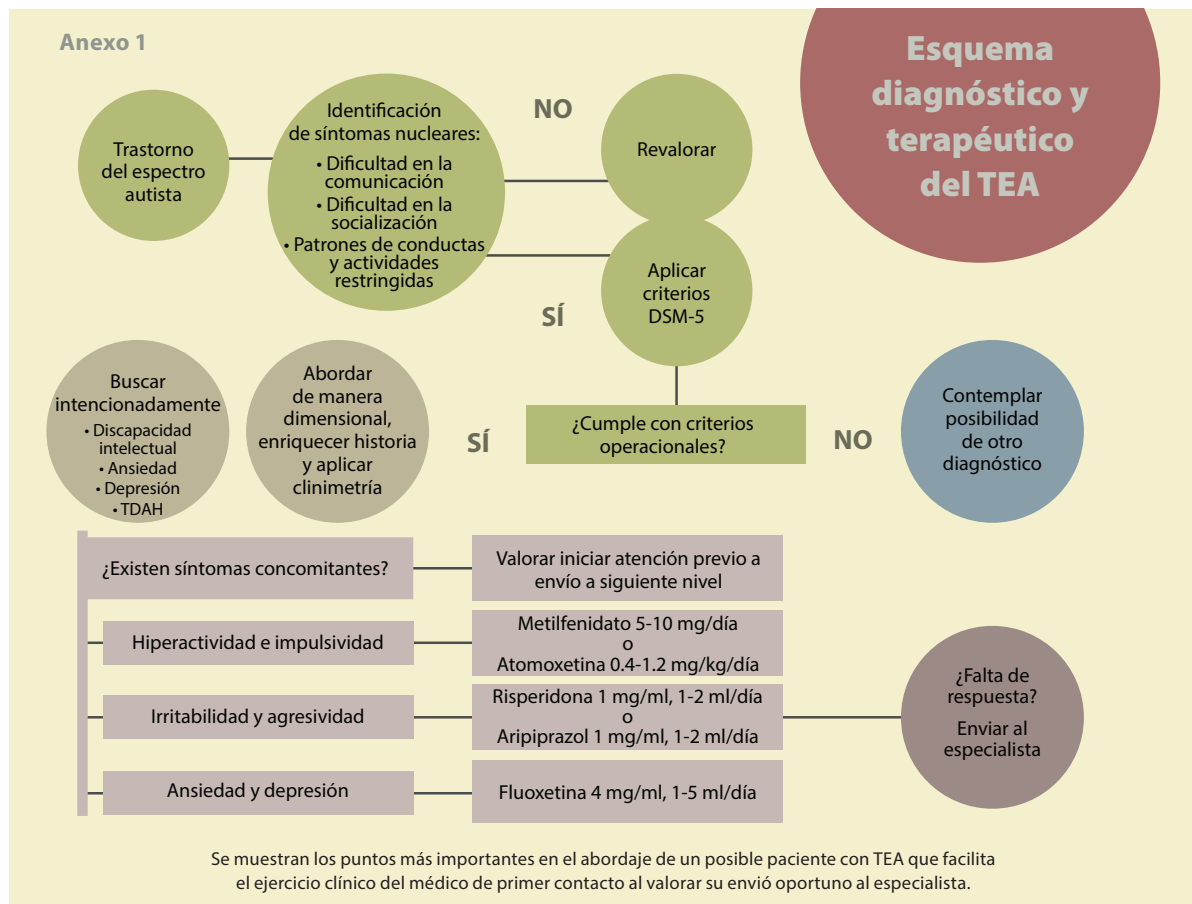 Anexo 1
Esquema
diagnóstico y
terapéutico
del TEA
Trastorno
del espectro
autista
Identificación
de síntomas nucleares:
• Dificultad en la
comunicación
• Dificultad en la
socialización
• Patrones de conductas
y actividades
restringidas
NO
Revalorar
SÍ
Aplicar
criterios
DSM-5
Buscar
intencionadamente
• Discapacidad
intelectual
• Ansiedad
• Depresión
• TDAH
Abordar
de manera
dimensional,
enriquecer historia
y aplicar
clinimetría
SÍ
¿Cumple con criterios
operacionales?
NO
Contemplar
posibilidad
de otro
diagnóstico
¿Existen síntomas concomitantes?
Valorar iniciar atención previo a
envío a siguiente nivel
Hiperactividad e impulsividad
Metilfenidato 5-10 mg/día
o
Atomoxetina 0.4-1.2 mg/kg/día
Irritabilidad y agresividad
Risperidona 1 mg/ml, 1-2 ml/día
o
Aripiprazol 1 mg/ml, 1-2 ml/día
¿Falta de
respuesta?
Enviar al
especialista
Ansiedad y depresión
Fluoxetina 4 mg/ml, 1-5 ml/día
Se muestran los puntos más importantes en el abordaje de un posible paciente con TEA que facilita
el ejercicio clínico del médico de primer contacto al valorar su envió oportuno al especialista.